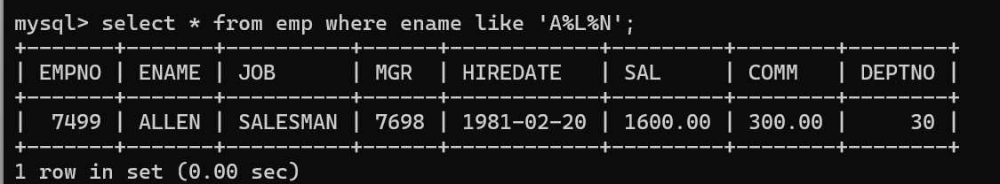 mysql> select * from emp where ename like 'A%L%N';
+-------+-------+----------+------+------------+---------+--------+--------+
| EMPNO | ENAME | JOB      | MGR  | HIREDATE   | SAL     | COMM   | DEPTNO |
+-------+-------+----------+------+------------+---------+--------+--------+
|  7499 | ALLEN | SALESMAN | 7698 | 1981-02-20 | 1600.00 | 300.00 |     30 |
+-------+-------+----------+------+------------+---------+--------+--------+
1 row in set (0.00 sec)